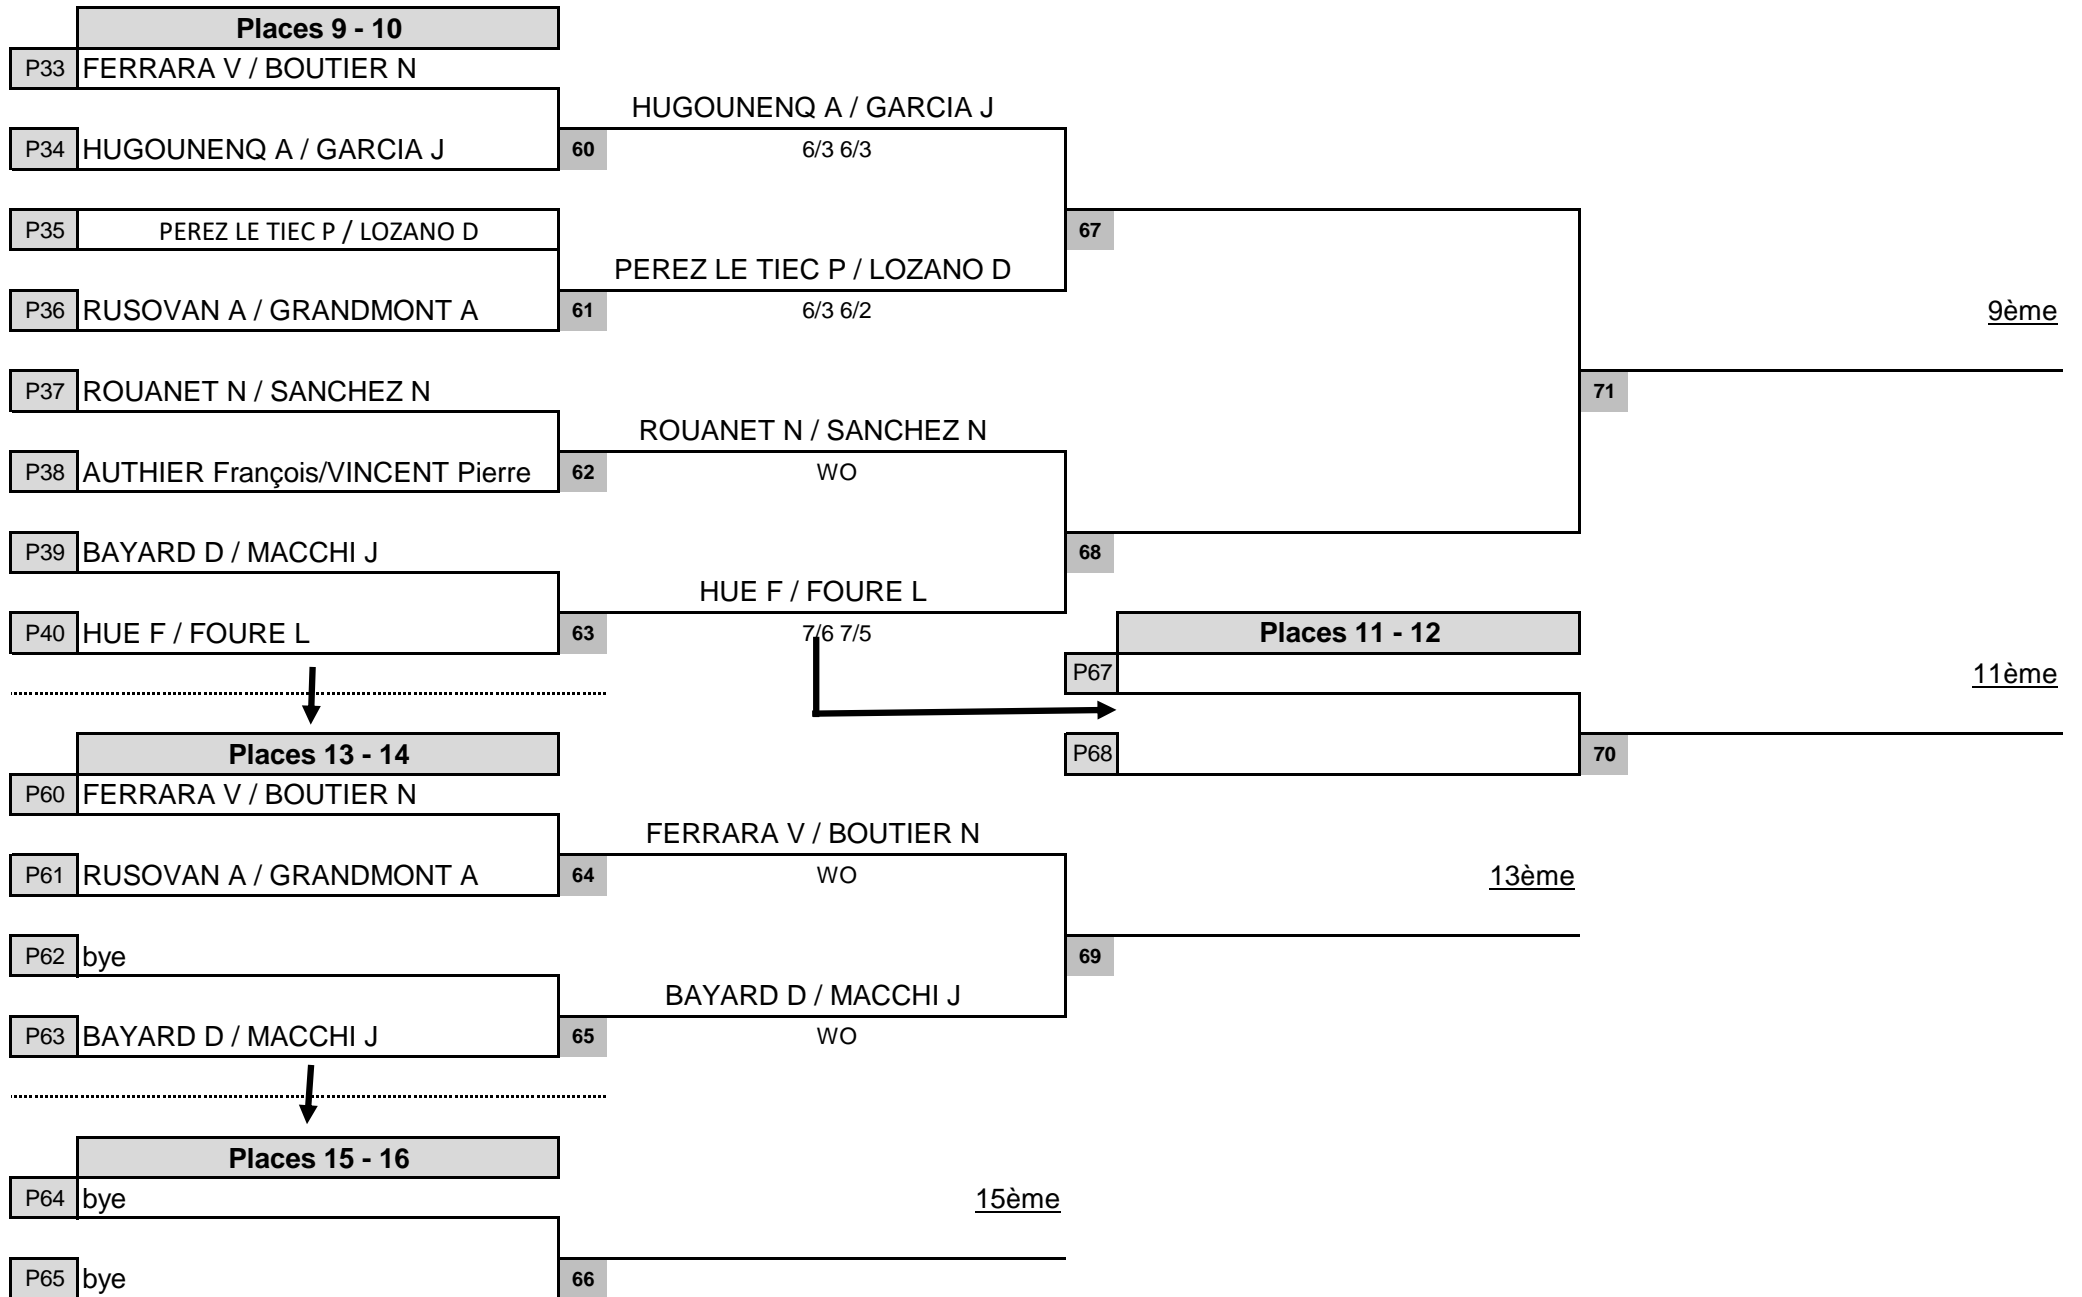 Places 9 - 10
P33 FERRARA V / BOUTIER N
HUGOUNENQ A / GARCIA J
P34 HUGOUNENQ A / GARCIA J 60 6/3 6/3
P35 PEREZ LE TIEC P / LOZANO D 67
PEREZ LE TIEC P / LOZANO D
P36 RUSOVAN A / GRANDMONT A 61 6/3 6/2 9ème
P37 ROUANET N / SANCHEZ N 71
ROUANET N / SANCHEZ N
P38 AUTHIER François/VINCENT Pierre 62 WO
P39 BAYARD D / MACCHI J 68
HUE F / FOURE L
P40 HUE F / FOURE L 63 7/6 7/5 Places 11 - 12
P67 11ème
Places 13 - 14 P68 70
P60 FERRARA V / BOUTIER N
FERRARA V / BOUTIER N
P61 RUSOVAN A / GRANDMONT A 64 WO 13ème
P62 bye 69
BAYARD D / MACCHI J
P63 BAYARD D / MACCHI J 65 WO
Places 15 - 16
P64 bye 15ème
P65 bye 66